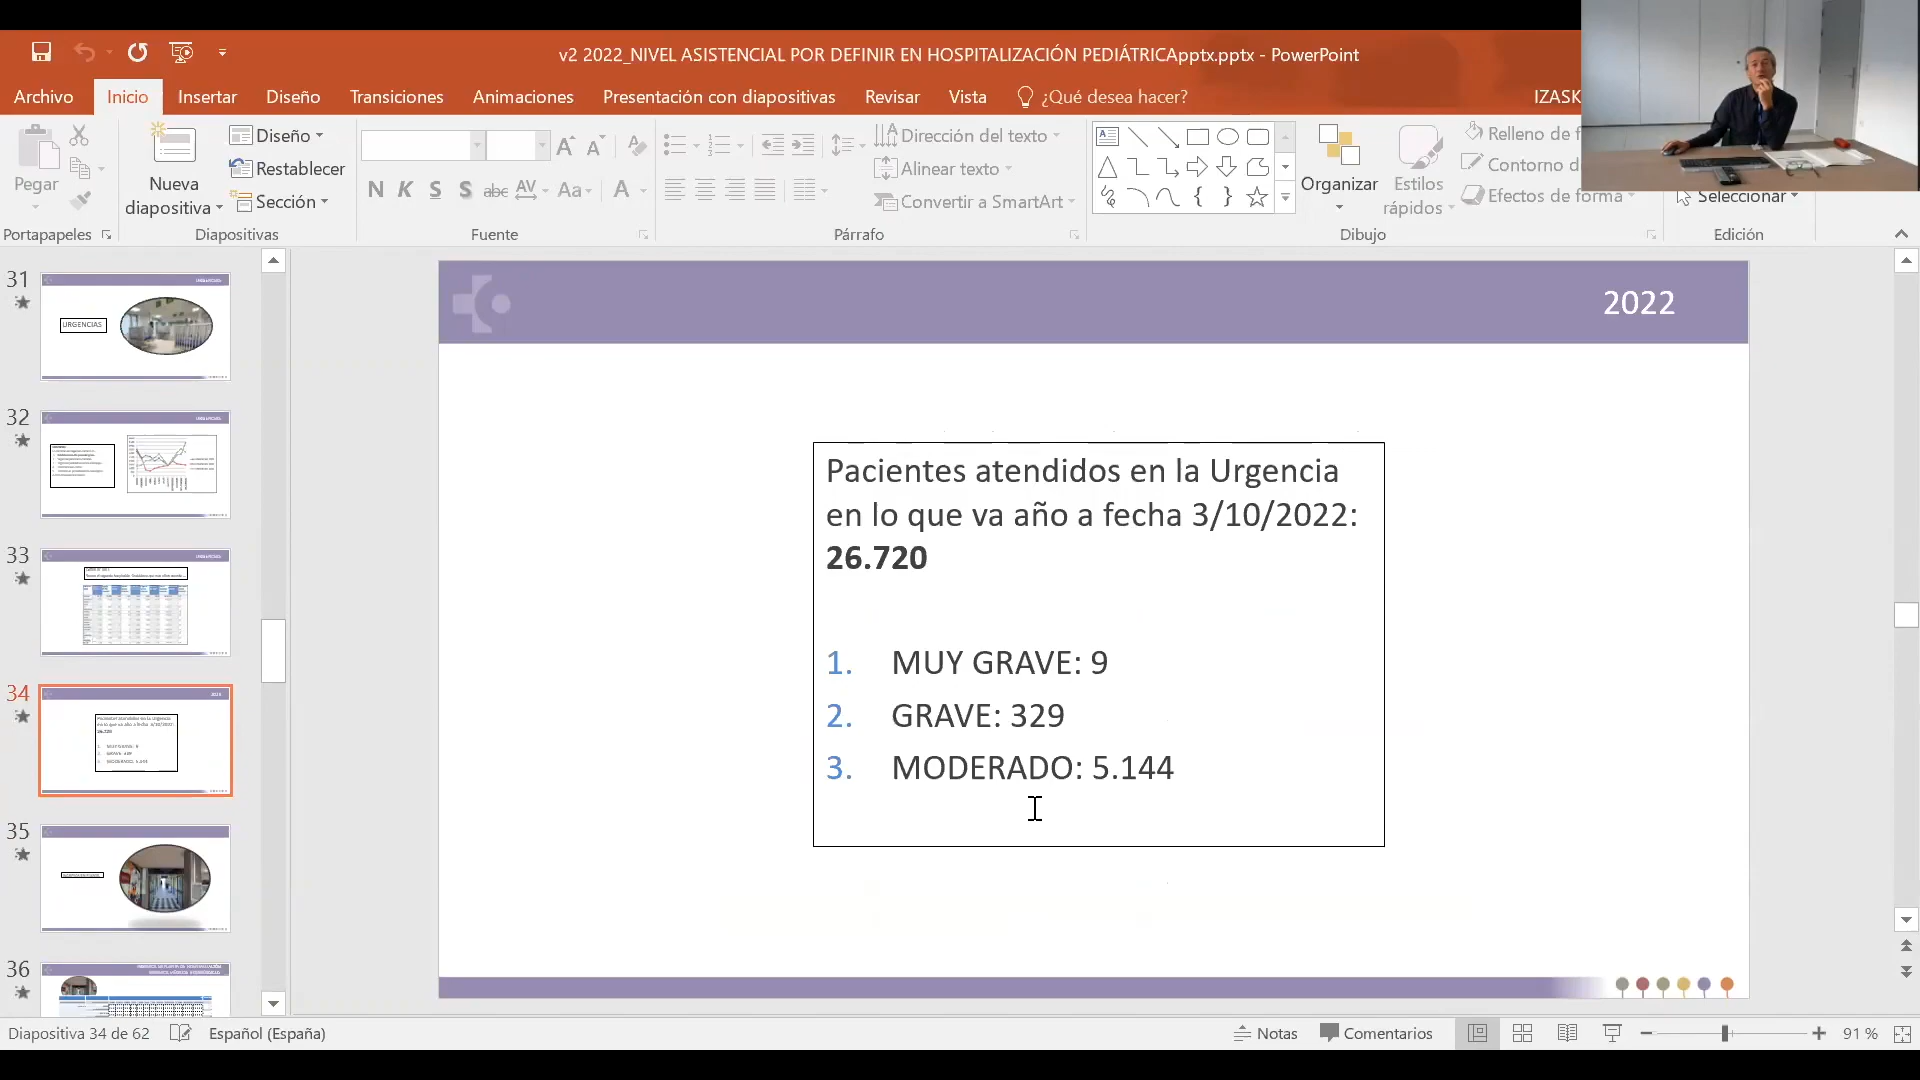 v2 2022_NIVEL ASISTENCIAL POR DEFINIR EN HOSPITALIZACIÓN PEDIÁTRICApptx.pptx - PowerPoint
Archivo Inicio Insertar Diseño Transiciones Animaciones Presentación con diapositivas Revisar Vista ¿Qué desea hacer? IZASK
Pegar
Nueva
diapositiva
Diseño
Restablecer
Sección
N K S S abc AV Aa A
Dirección del texto
Alinear texto
Convertir a SmartArt
Organizar
Estilos
rápidos
Relleno de f
Contorno d
Efectos de forma
Seleccionar
Portapapeles Diapositivas Fuente Párrafo Dibujo Edición
31
URGENCIAS
32
33
34
35
36
2022
Pacientes atendidos en la Urgencia
en lo que va año a fecha 3/10/2022:
26.720
1. MUY GRAVE: 9
2. GRAVE: 329
3. MODERADO: 5.144
Diapositiva 34 de 62 Español (España) Notas Comentarios 91 %